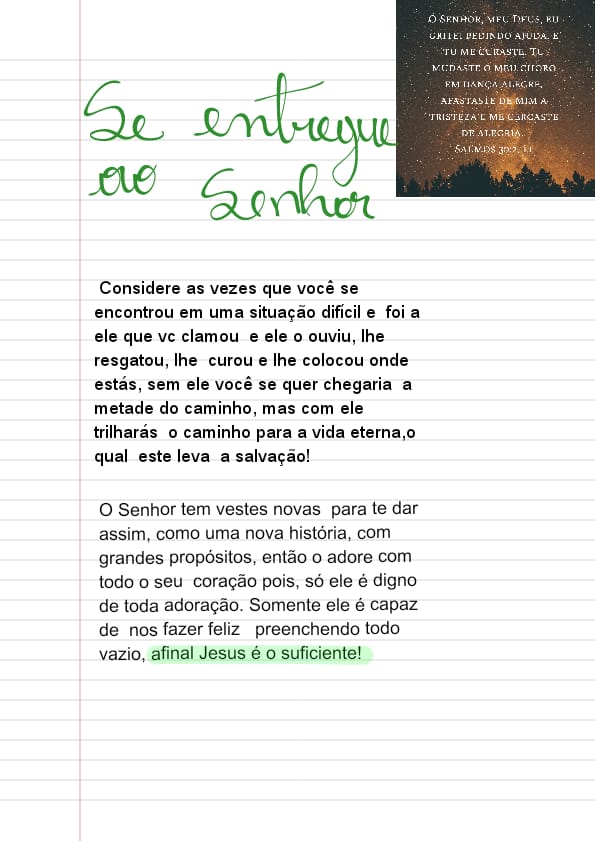 Ó SENHOR, MEU DEUS, EU
GRITEI PEDINDO AJUDA, E
TU ME CURASTE. TU
MUDASTE O MEU CHORO
EM DANÇA ALEGRE,
AFASTASTE DE MIM A
TRISTEZA E ME CERCASTE
DE ALEGRIA.
SALMOS 30:2, 11
Se entregue
ao Senhor
Considere as vezes que você se
encontrou em uma situação difícil e foi a
ele que vc clamou e ele o ouviu, lhe
resgatou, lhe curou e lhe colocou onde
estás, sem ele você se quer chegaria a
metade do caminho, mas com ele
trilharás o caminho para a vida eterna,o
qual este leva a salvação!
O Senhor tem vestes novas para te dar
assim, como uma nova história, com
grandes propósitos, então o adore com
todo o seu coração pois, só ele é digno
de toda adoração. Somente ele é capaz
de nos fazer feliz preenchendo todo
vazio, afinal Jesus é o suficiente!